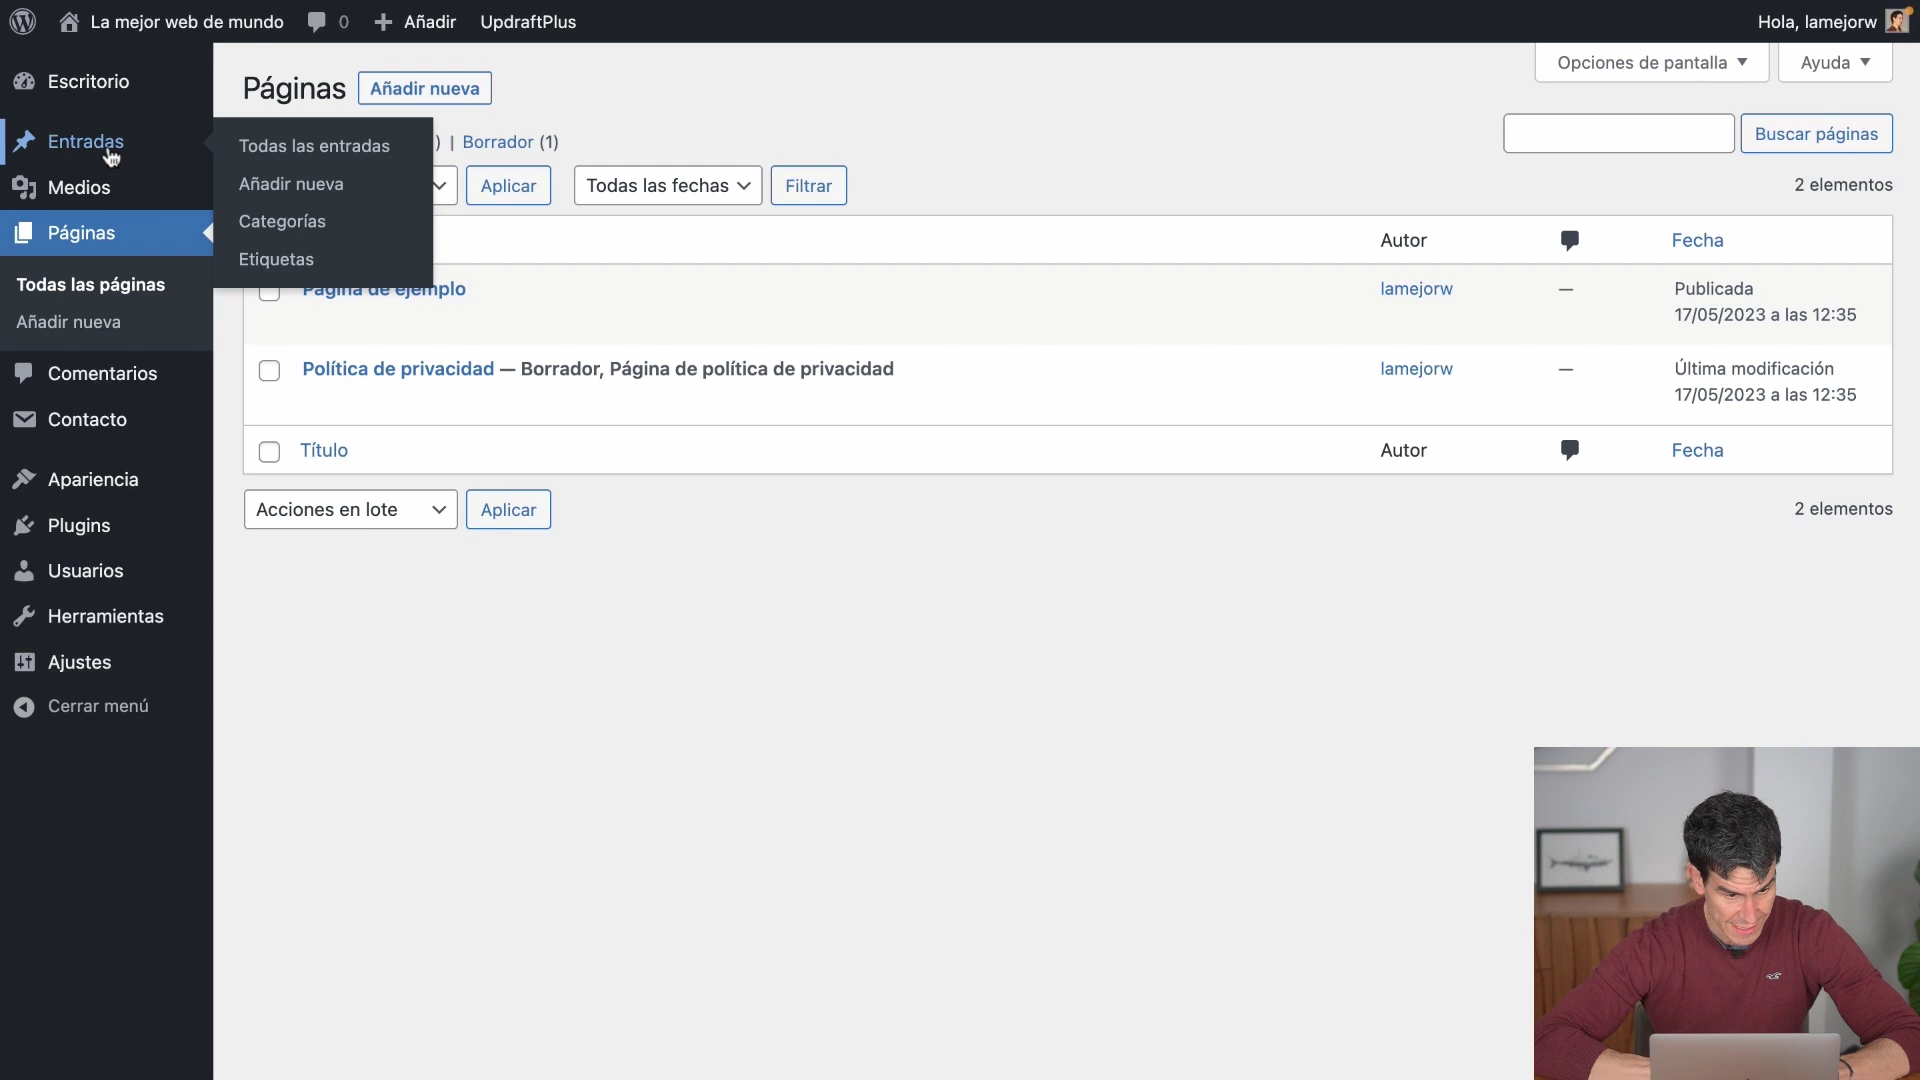 La mejor web de mundo
0
Añadir
UpdraftPlus
Hola, lamejorw
Escritorio
Entradas
Medios
Páginas
Todas las páginas
Añadir nueva
Comentarios
Contacto
Apariencia
Plugins
Usuarios
Herramientas
Ajustes
Cerrar menú
Todas las entradas
Añadir nueva
Categorías
Etiquetas
Páginas
Añadir nueva
Opciones de pantalla
Ayuda
) | Borrador (1)
Buscar páginas
Aplicar
Todas las fechas
Filtrar
2 elementos
Autor
Fecha
Página de ejemplo
lamejorw
—
Publicada
17/05/2023 a las 12:35
Política de privacidad — Borrador, Página de política de privacidad
lamejorw
—
Última modificación
17/05/2023 a las 12:35
Título
Autor
Fecha
Acciones en lote
Aplicar
2 elementos